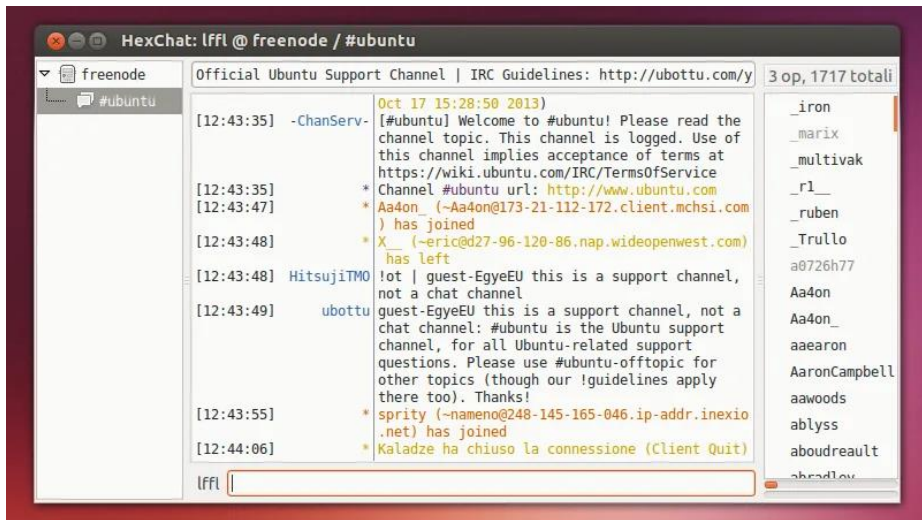 HexChat: lffl @ freenode / #ubuntu
freenode
#ubuntu
Official Ubuntu Support Channel | IRC Guidelines: http://ubottu.com/y
3 op, 1717 totali
Oct 17 15:28:50 2013)
[12:43:35] -ChanServ- [#ubuntu] Welcome to #ubuntu! Please read the
channel topic. This channel is logged. Use of
this channel implies acceptance of terms at
https://wiki.ubuntu.com/IRC/TermsOfService
[12:43:35] * Channel #ubuntu url: http://www.ubuntu.com
[12:43:47] * Aa4on_ (~Aa4on@173-21-112-172.client.mchsi.com
) has joined
[12:43:48] * X__ (~eric@d27-96-120-86.nap.wideopenwest.com)
has left
[12:43:48] HitsujiTMO !ot | guest-EgyeEU this is a support channel,
not a chat channel
[12:43:49] ubottu guest-EgyeEU this is a support channel, not a
chat channel: #ubuntu is the Ubuntu support
channel, for all Ubuntu-related support
questions. Please use #ubuntu-offtopic for
other topics (though our !guidelines apply
there too). Thanks!
[12:43:55] * sprity (~nameno@248-145-165-046.ip-addr.inexio
.net) has joined
[12:44:06] * Kaladze ha chiuso la connessione (Client Quit)
lffl
_iron
_marix
_multivak
_r1__
_ruben
_Trullo
a0726h77
Aa4on
Aa4on_
aaearon
AaronCampbell
aawoods
ablyss
aboudreault
abradley